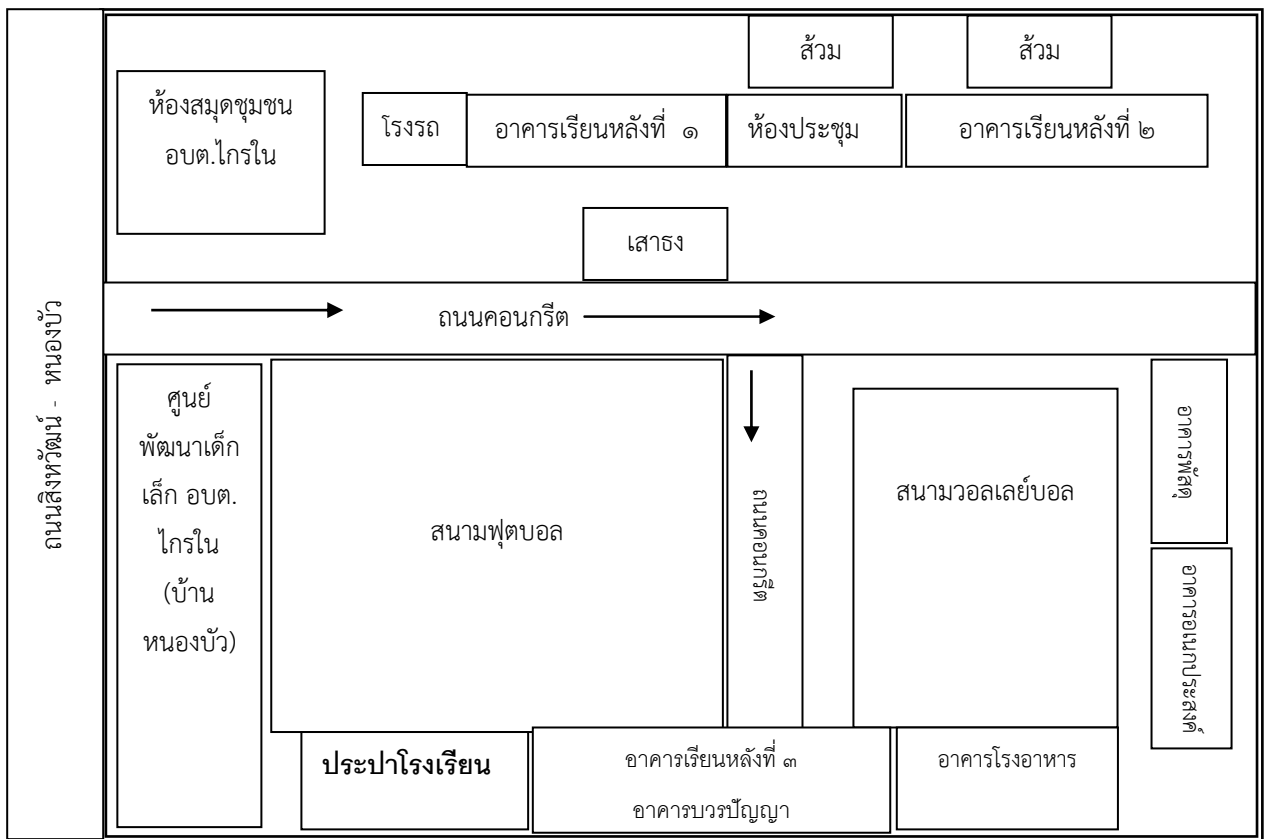 ส้วม
ส้วม
ห้องสมุดชุมชน
อบต.ไกรใน
โรงรถ
อาคารเรียนหลังที่ ๑
ห้องประชุม
อาคารเรียนหลังที่ ๒
เสาธง
ถนนสิงหวัฒน์ - หนองบัว
ถนนคอนกรีต
ศูนย์
พัฒนาเด็ก
เล็ก อบต.
ไกรใน
(บ้าน
หนองบัว)
สนามฟุตบอล
ถนนคอนกรีต
สนามวอลเลย์บอล
อาคารพัสดุ
อาคารอเนกประสงค์
ประปาโรงเรียน
อาคารเรียนหลังที่ ๓
อาคารบวรปัญญา
อาคารโรงอาหาร